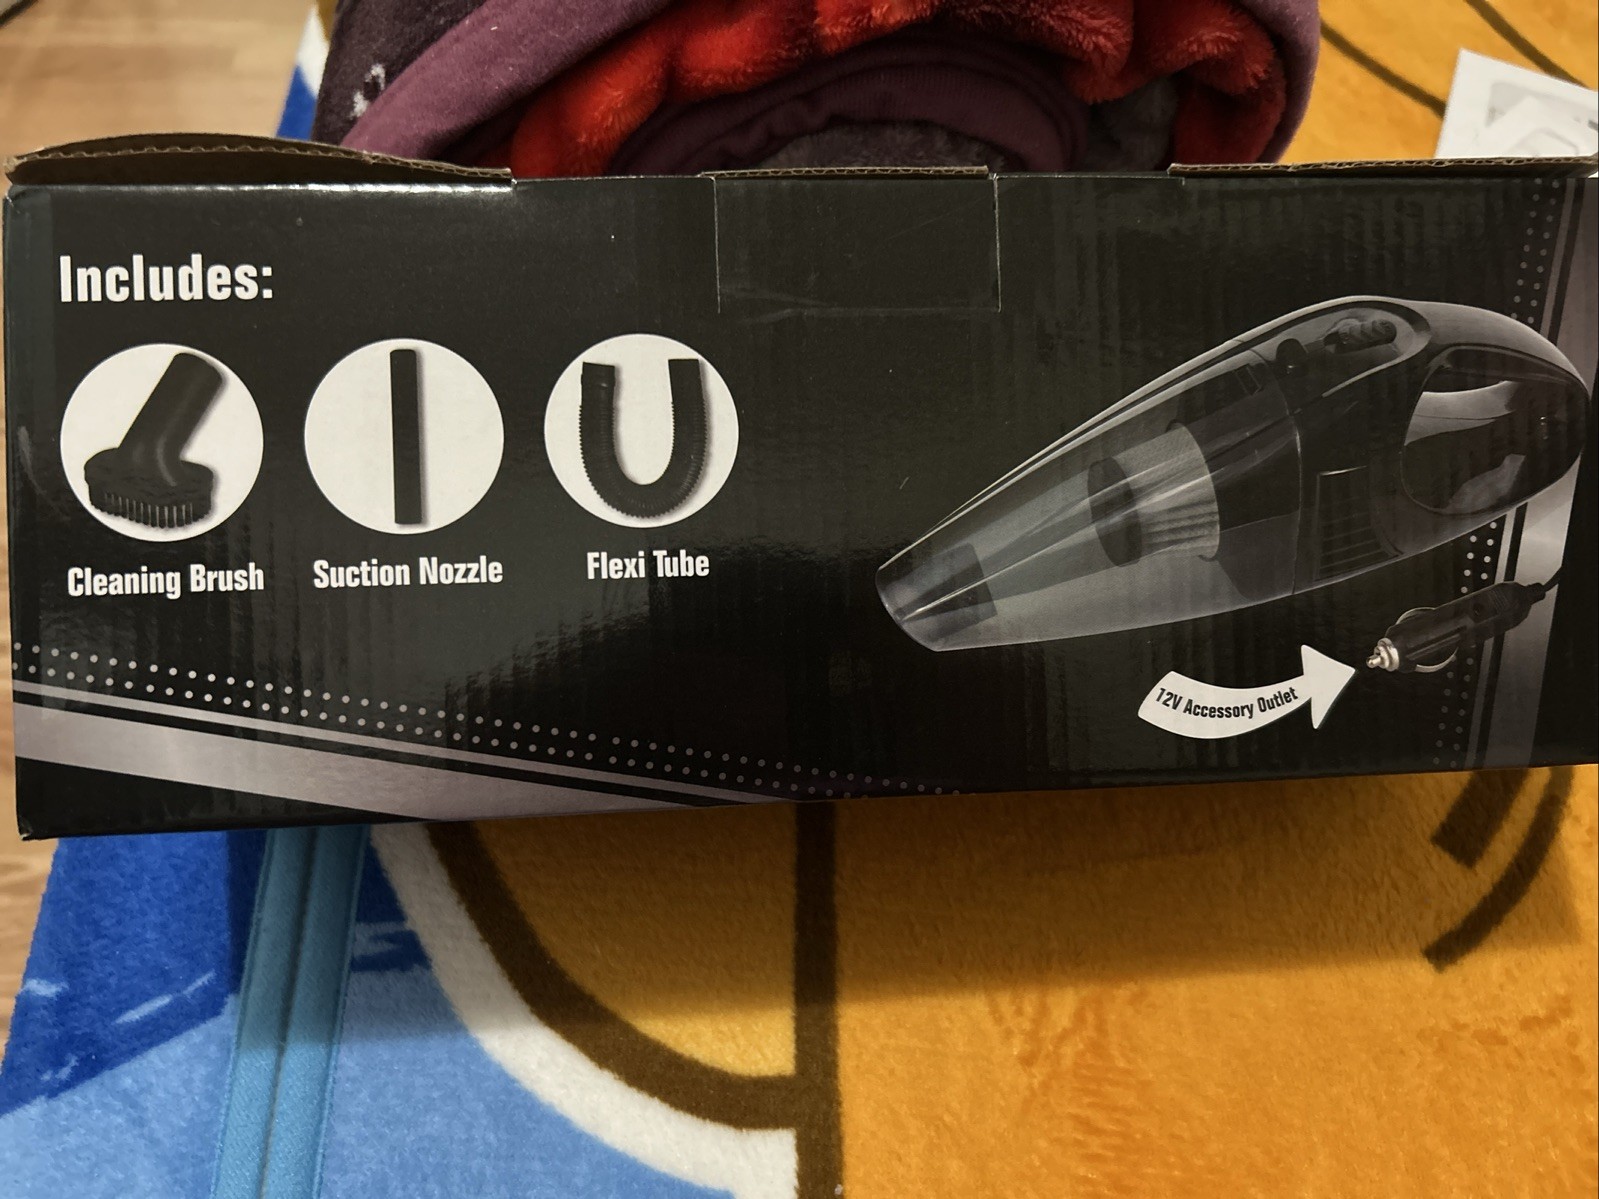 Includes:
Cleaning Brush
Suction Nozzle
Flexi Tube
12V Accessory Outlet